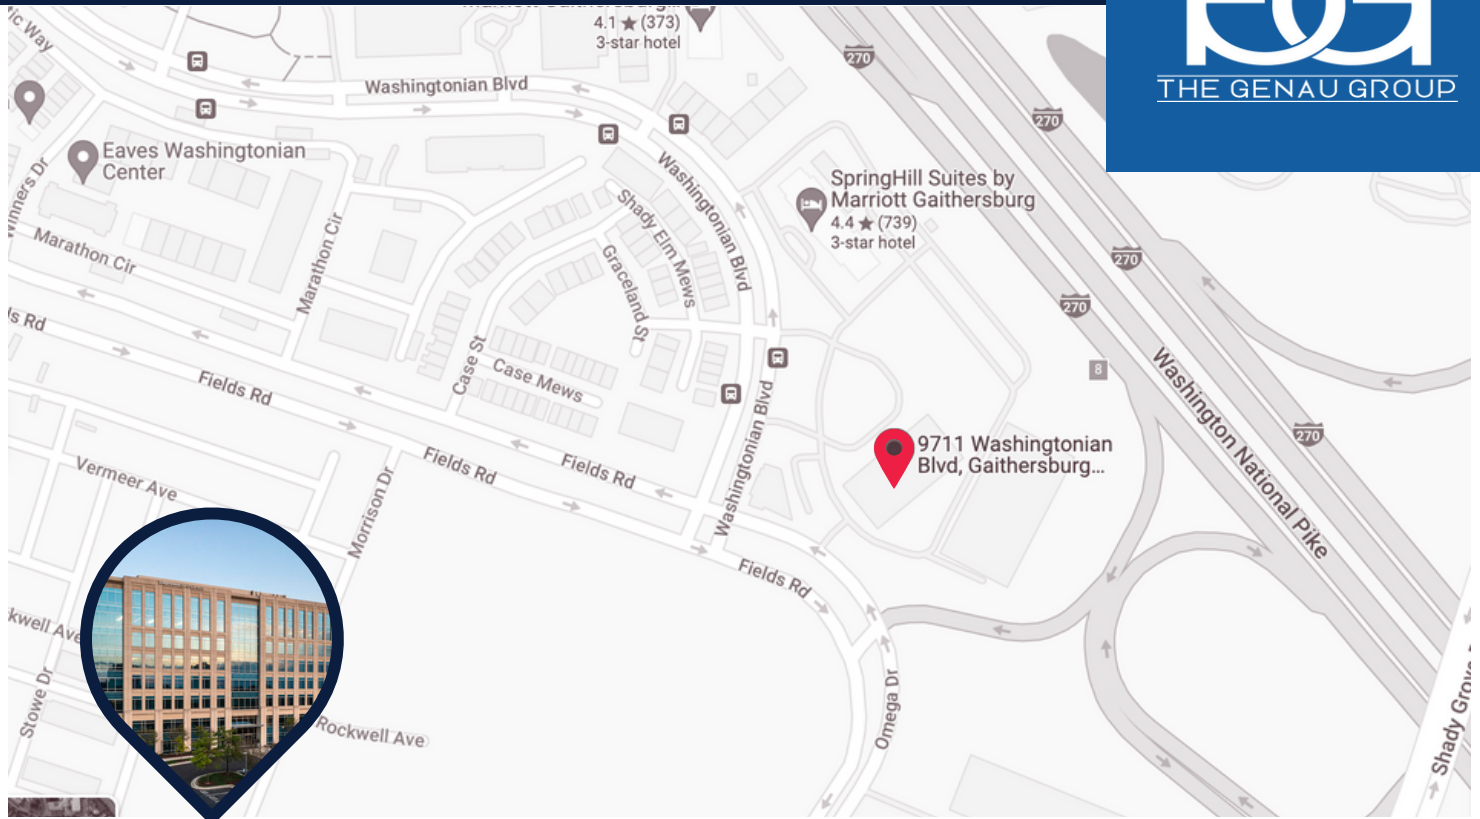 4.1 ★ (373)
3-star hotel
THE GENAU GROUP
270
Washingtonian Blvd
270
Eaves Washingtonian
Center
SpringHill Suites by
Marriott Gaithersburg
4.4 ★ (739)
3-star hotel
Washingtonian Blvd
Shady Elm Mews
Marathon Cir
Marathon Cir
Graceland St
270
270
Fields Rd
Case St
Case Mews
8
Washington National Pike
270
Washingtonian Blvd
9711 Washingtonian
Blvd, Gaithersburg...
Fields Rd
Fields Rd
Vermeer Ave
Morrison Dr
Fields Rd
Stowe Dr
Rockwell Ave
Omega Dr
Shady Grove